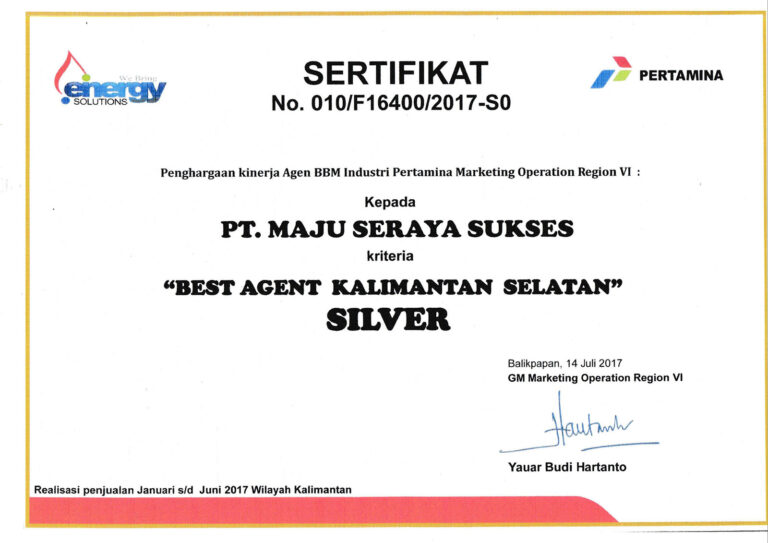 We Bring
energy
SOLUTIONS
SERTIFIKAT
No. 010/F16400/2017-S0
PERTAMINA
Penghargaan kinerja Agen BBM Industri Pertamina Marketing Operation Region VI :
Kepada
PT. MAJU SERAYA SUKSES
kriteria
“BEST AGENT KALIMANTAN SELATAN”
SILVER
Balikpapan, 14 Juli 2017
GM Marketing Operation Region VI
Hautanh
Yauar Budi Hartanto
Realisasi penjualan Januari s/d Juni 2017 Wilayah Kalimantan